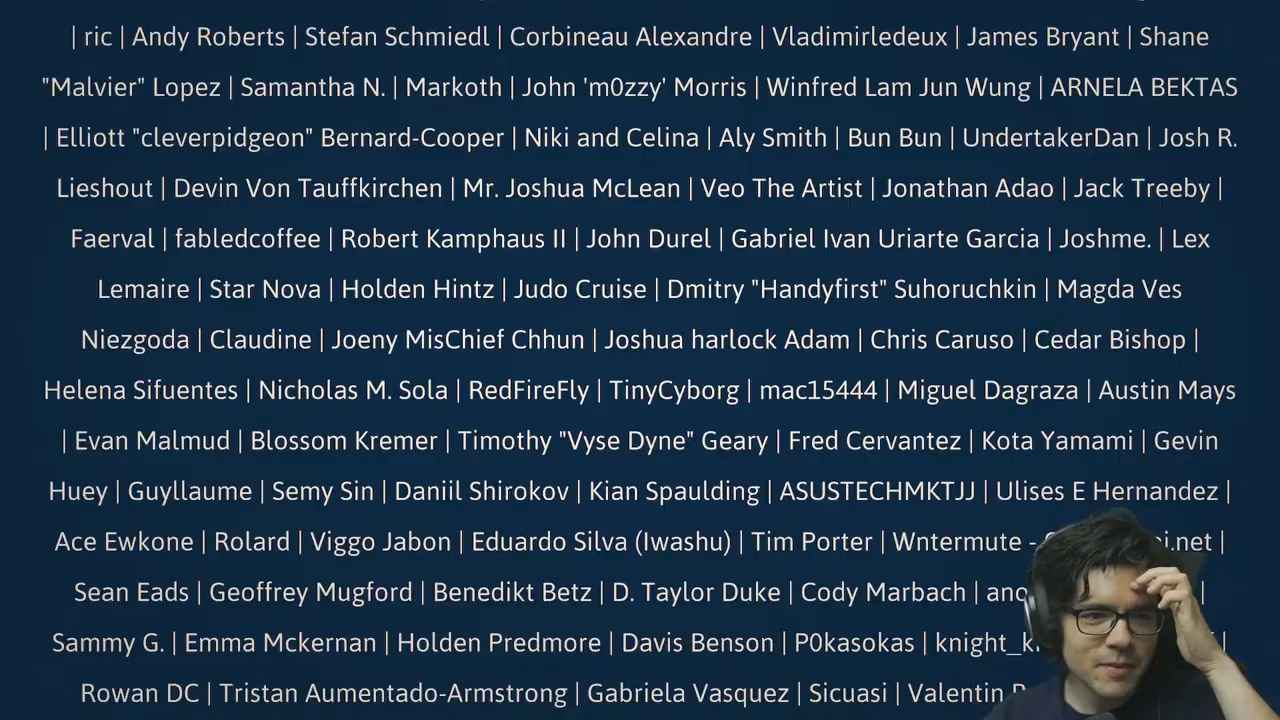 | ric | Andy Roberts | Stefan Schmiedl | Corbineau Alexandre | Vladimirledeux | James Bryant | Shane
"Malvier" Lopez | Samantha N. | Markoth | John 'm0zzy' Morris | Winfred Lam Jun Wung | ARNELA BEKTAS
| Elliott "cleverpidgeon" Bernard-Cooper | Niki and Celina | Aly Smith | Bun Bun | UndertakerDan | Josh R.
Lieshout | Devin Von Tauffkirchen | Mr. Joshua McLean | Veo The Artist | Jonathan Adao | Jack Treeby |
Faerval | fabledcoffee | Robert Kamphaus II | John Durel | Gabriel Ivan Uriarte Garcia | Joshme. | Lex
Lemaire | Star Nova | Holden Hintz | Judo Cruise | Dmitry "Handyfirst" Suhoruchkin | Magda Ves
Niezgoda | Claudine | Joeny MisChief Chhun | Joshua harlock Adam | Chris Caruso | Cedar Bishop |
Helena Sifuentes | Nicholas M. Sola | RedFireFly | TinyCyborg | mac15444 | Miguel Dagraza | Austin Mays
| Evan Malmud | Blossom Kremer | Timothy "Vyse Dyne" Geary | Fred Cervantez | Kota Yamami | Gevin
Huey | Guyllaume | Semy Sin | Daniil Shirokov | Kian Spaulding | ASUSTECHMKTJJ | Ulises E Hernandez |
Ace Ewkone | Rolard | Viggo Jabon | Eduardo Silva (Iwashu) | Tim Porter | Wntermute - |
Sean Eads | Geoffrey Mugford | Benedikt Betz | D. Taylor Duke | Cody Marbach | |
Sammy G. | Emma Mckernan | Holden Predmore | Davis Benson | P0kasokas | |
Rowan DC | Tristan Aumentado-Armstrong | Gabriela Vasquez | Sicuasi | Valentin